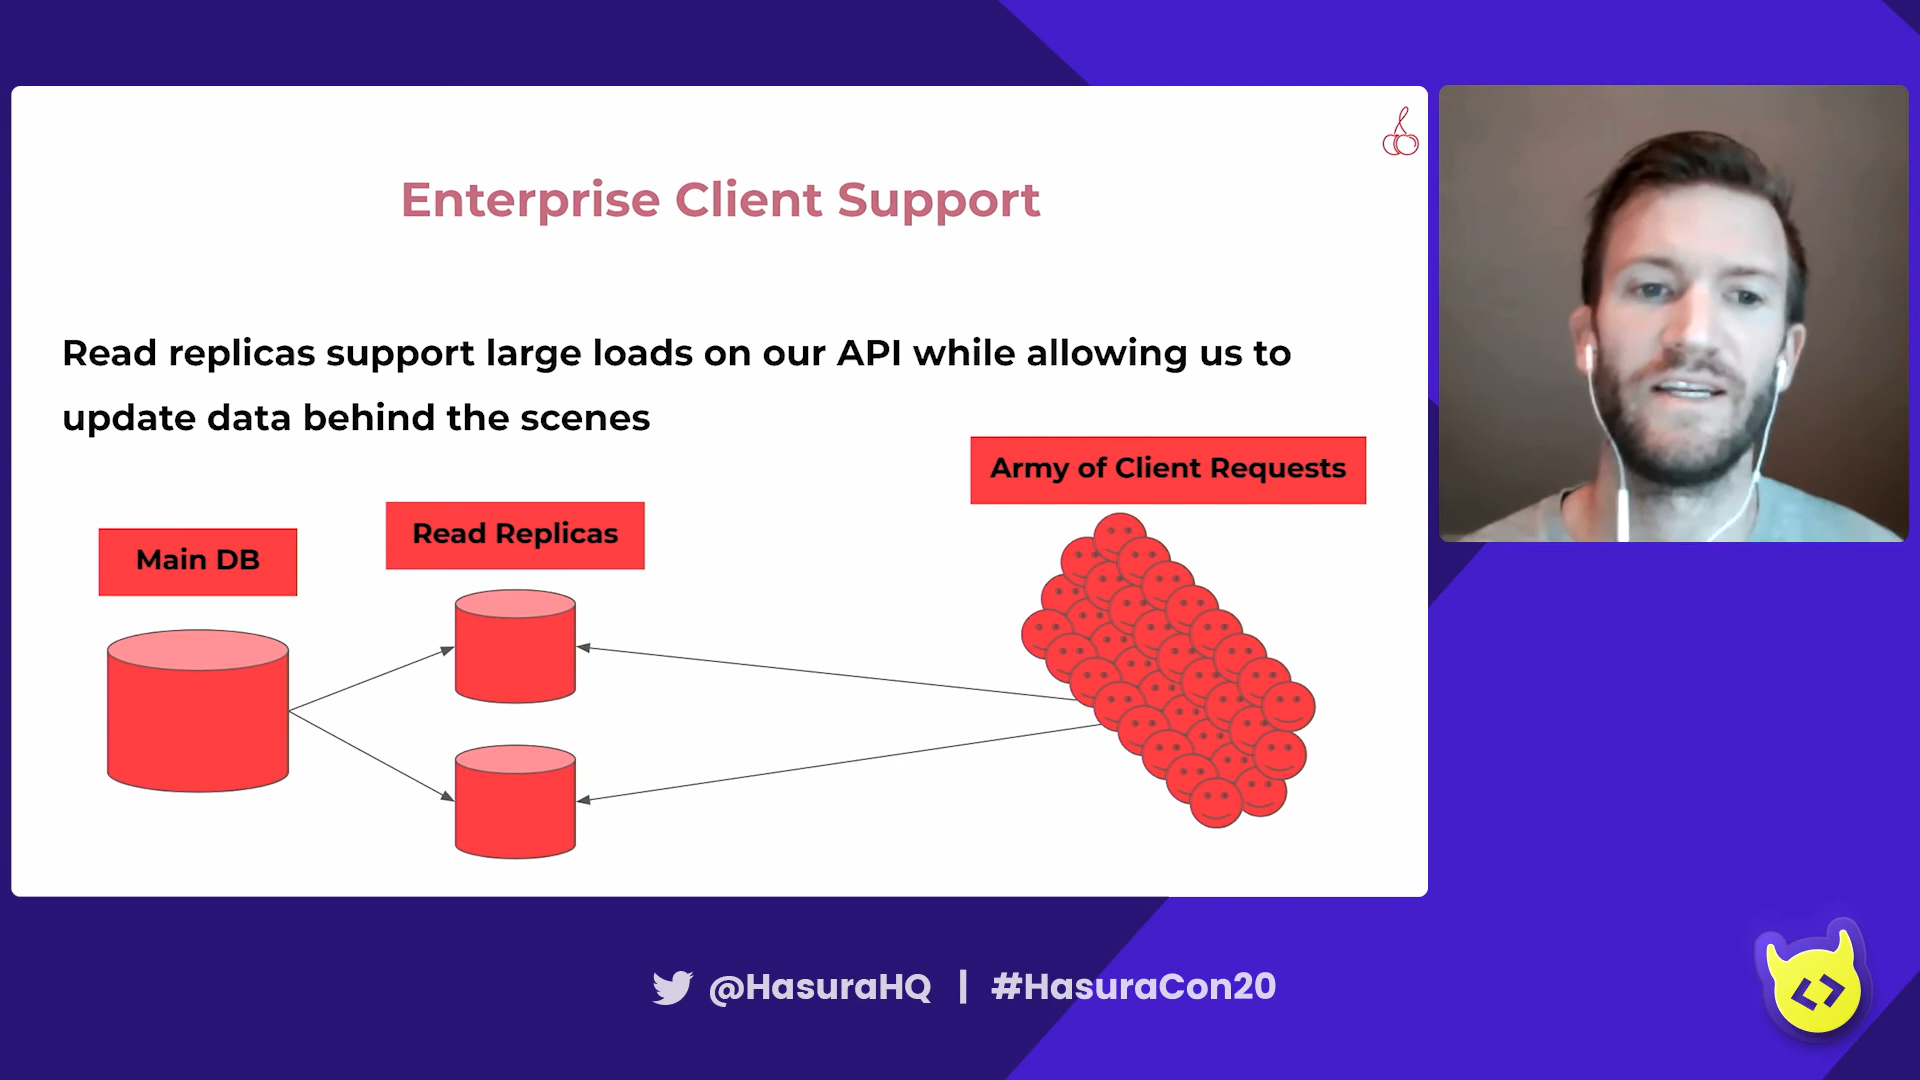 Enterprise Client Support
Read replicas support large loads on our API while allowing us to
update data behind the scenes
Army of Client Requests
Read Replicas
Main DB
@HasuraHQ | #HasuraCon20